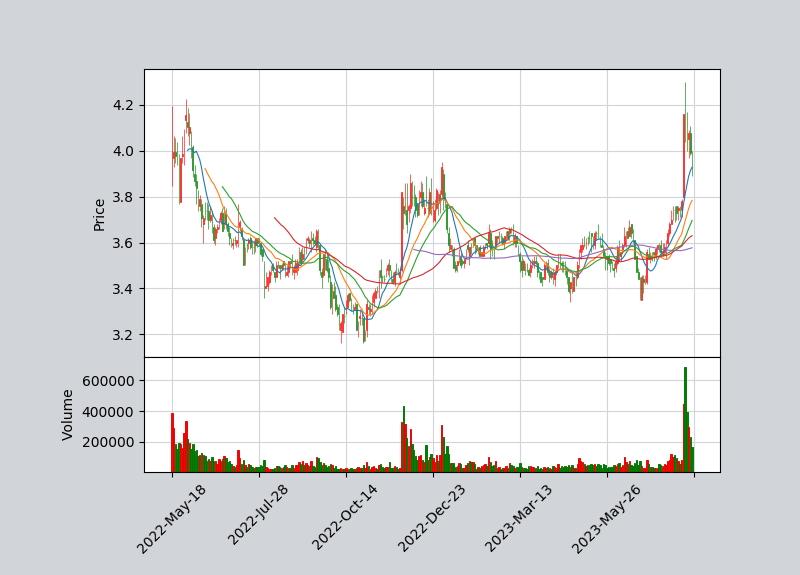 4.2
4.0
3.8
3.6
3.4
3.2
Price
600000
400000
200000
Volume
2022-May-18
2022-Jul-28
2022-Oct-14
2022-Dec-23
2023-Mar-13
2023-May-26